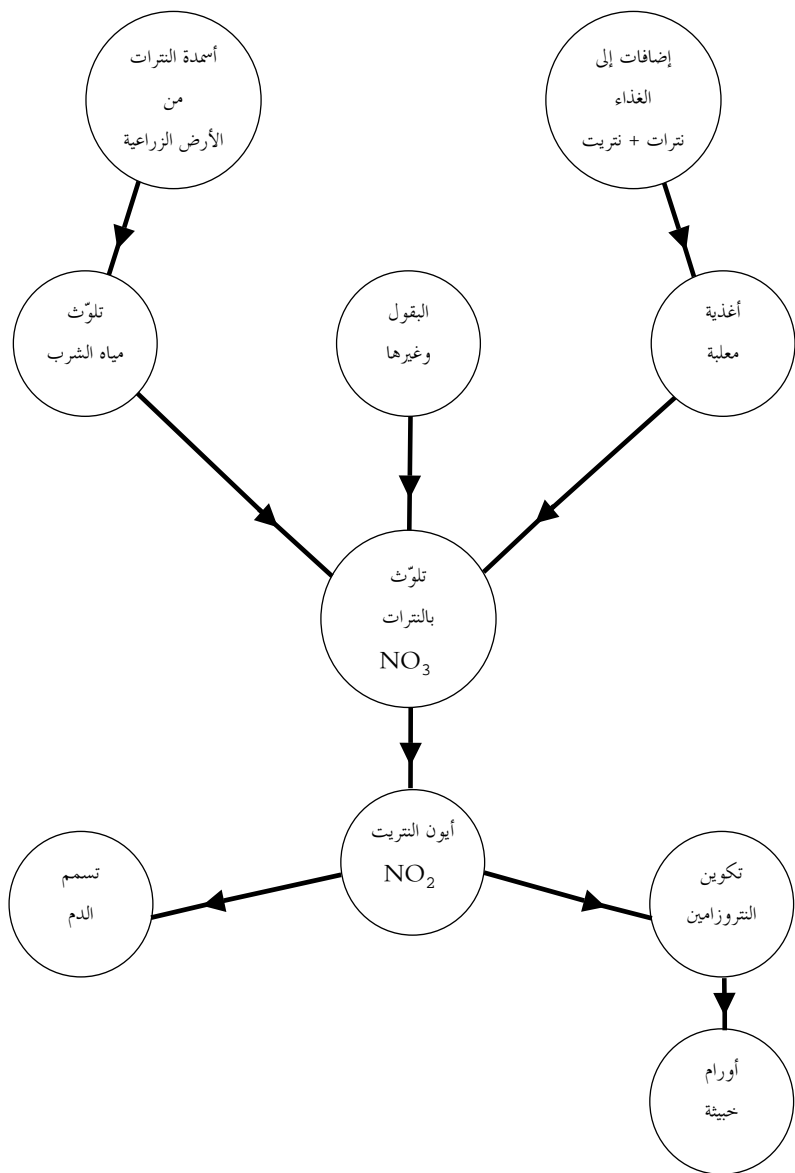 أسمدة النترات
من
الأرض الزراعية
إضافات إلى
الغذاء
نترات + نتريت
تلوّث
مياه الشرب
البقول
وغيرها
أغذية
معلبة
تلوّث
بالنترات
NO₃
أيون النتريت
NO₂
تسمم
الدم
تكوين
النتروزامين
أورام
خبيثة